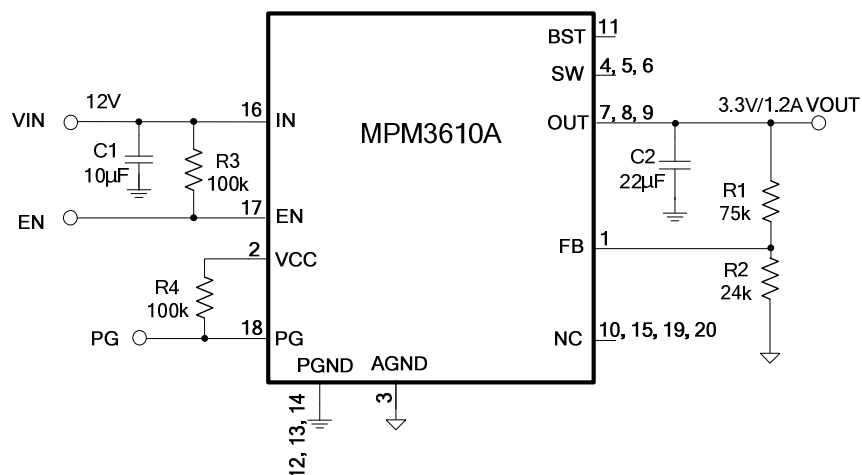 BST
11
SW
4, 5, 6
12V
VIN
16
IN
MPM3610A
OUT
7, 8, 9
3.3V/1.2A VOUT
C1
10µF
R3
100k
C2
22µF
R1
75k
EN
17
EN
2
VCC
FB
1
R2
24k
R4
100k
PG
18
PG
NC
10, 15, 19, 20
PGND
AGND
12, 13, 14
3